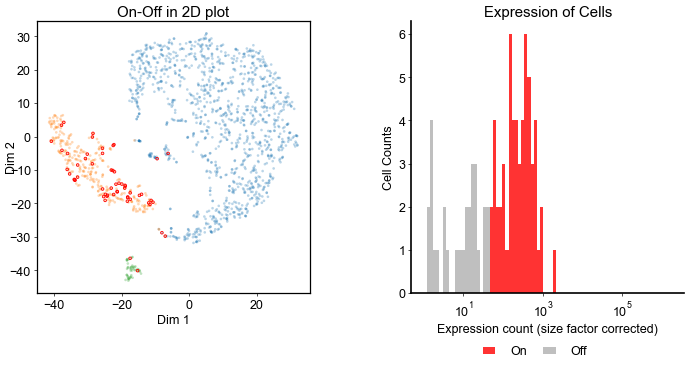 On-Off in 2D plot
30
20
10
0
−10
−20
−30
−40
Dim 2
−40 −20 0 20
Dim 1
Expression of Cells
6
5
4
3
2
1
0
Cell Counts
10^1 10^3 10^5
Expression count (size factor corrected)
On Off